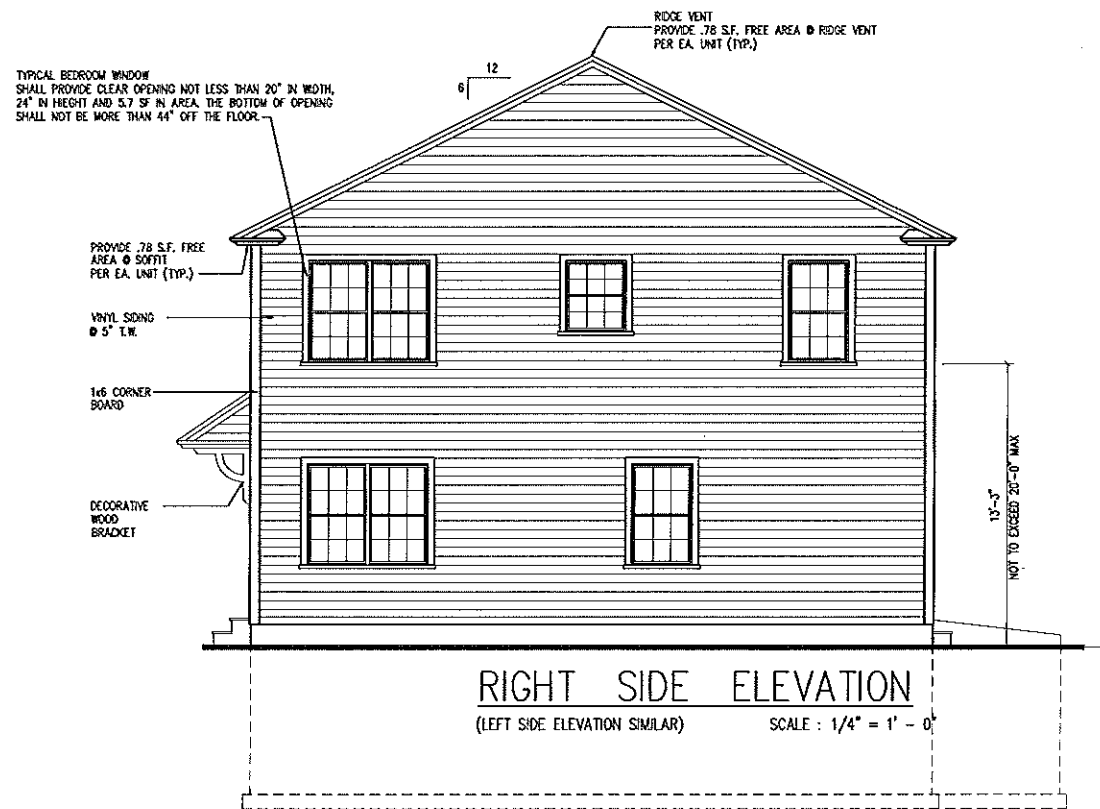 RIDGE VENT
PROVIDE .78 S.F. FREE AREA @ RIDGE VENT
PER EA. UNIT (TYP.)
12
6
TYPICAL BEDROOM WINDOW
SHALL PROVIDE CLEAR OPENING NOT LESS THAN 20" IN WIDTH,
24" IN HIEGHT AND 5.7 SF IN AREA, THE BOTTOM OF OPENING
SHALL NOT BE MORE THAN 44" OFF THE FLOOR.
PROVIDE .78 S.F. FREE
AREA @ SOFFIT
PER EA. UNIT (TYP.)
VINYL SIDING
@ 5" T.W.
1x6 CORNER
BOARD
DECORATIVE
WOOD
BRACKET
13'-3"
NOT TO EXCEED 20'-0" MAX
RIGHT SIDE ELEVATION
(LEFT SIDE ELEVATION SIMILAR)
SCALE : 1/4" = 1' - 0"